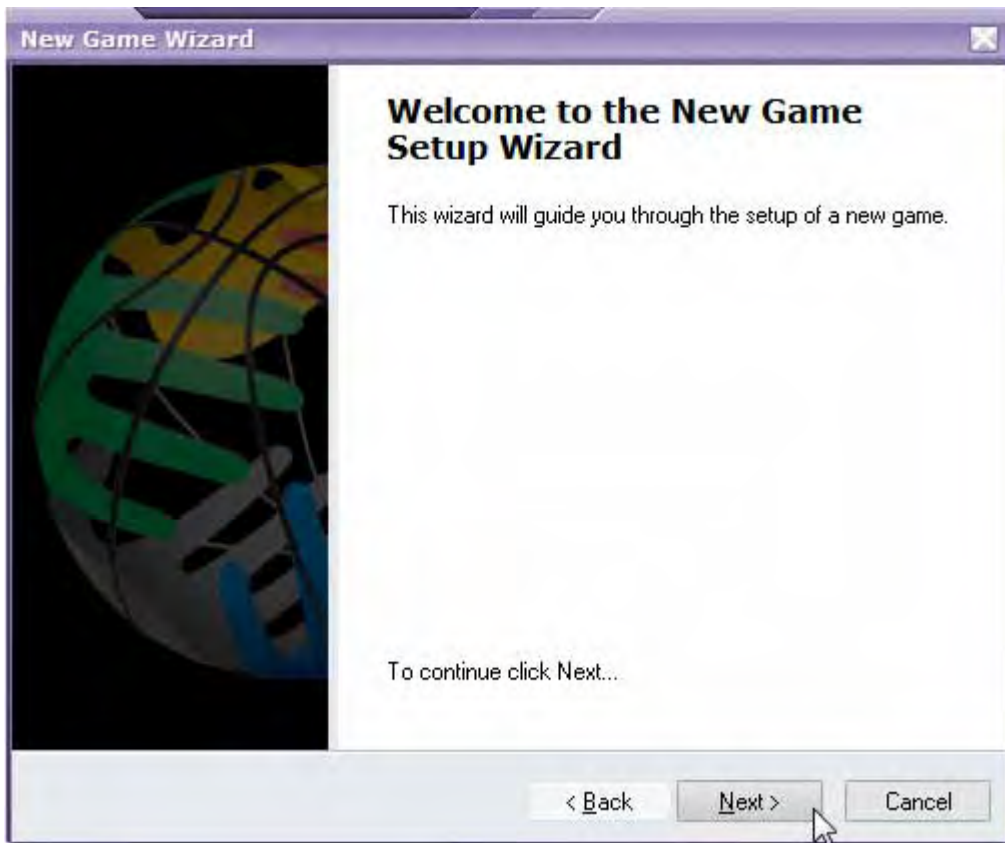 New Game Wizard
Welcome to the New Game
Setup Wizard
This wizard will guide you through the setup of a new game.
To continue click Next...
< Back
Next >
Cancel